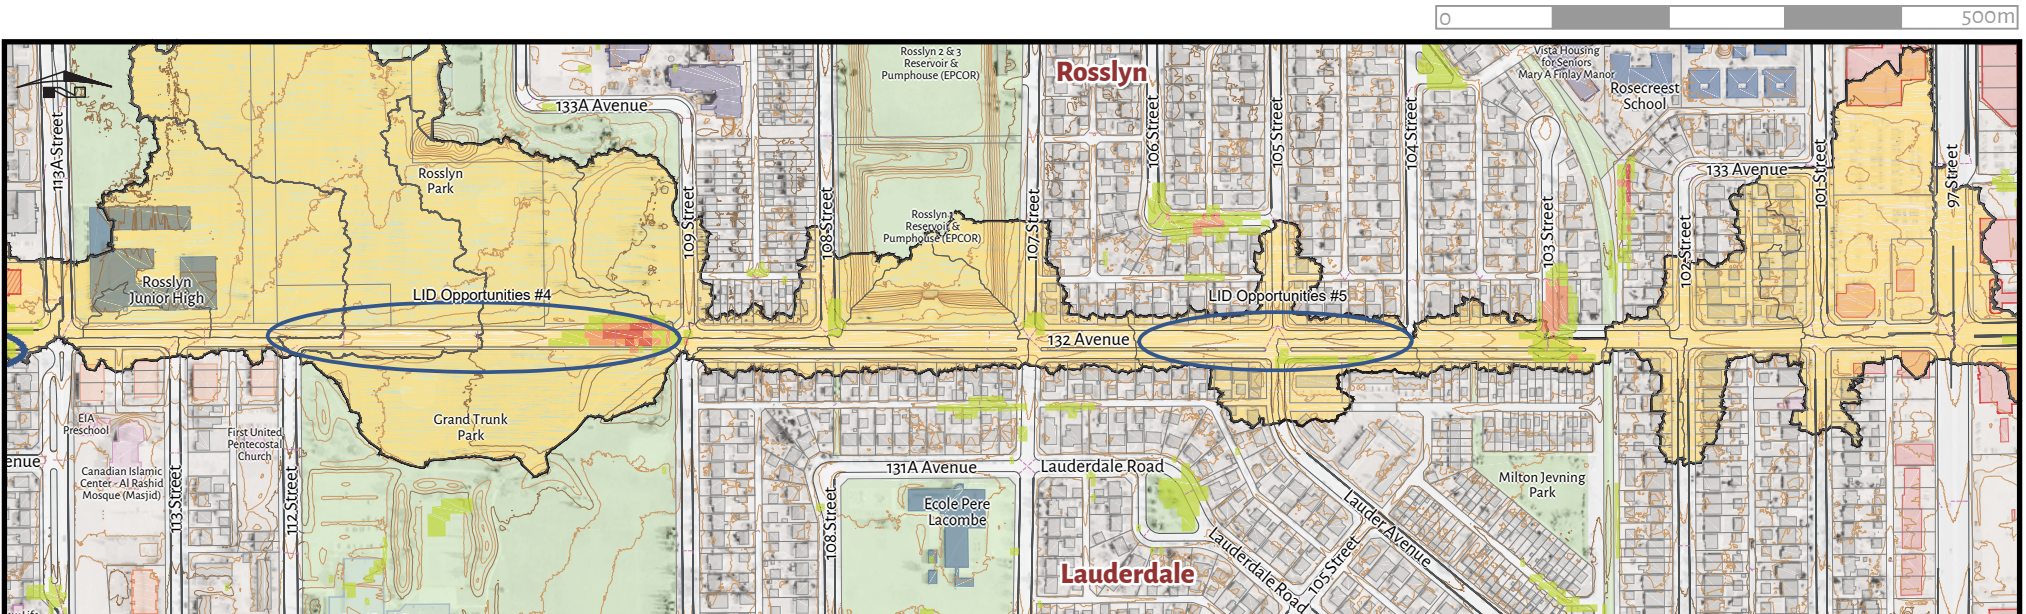 0
500m
Rosslyn 2 & 3
Reservoir &
Pumphouse (EPCOR)
Rosslyn
Vista Housing
for Seniors
Mary A Finlay Manor
Rosecreest
School
133A Avenue
113A Street
106 Street
105 Street
104 Street
Rosslyn
Park
133 Avenue
101 Street
97 Street
109 Street
108 Street
Rosslyn 1
Reservoir &
Pumphouse (EPCOR)
107 Street
103 Street
102 Street
Rosslyn
Junior High
LID Opportunities #4
LID Opportunities #5
132 Avenue
Grand Trunk
Park
EIA
Preschool
First United
Pentecostal
Church
enue
Canadian Islamic
Center - Al Rashid
Mosque (Masjid)
113 Street
112 Street
131A Avenue
Lauderdale Road
Milton Jevning
Park
108 Street
Ecole Pere
Lacombe
Lauder Avenue
Lauderdale Road
105 Street
Lauderdale